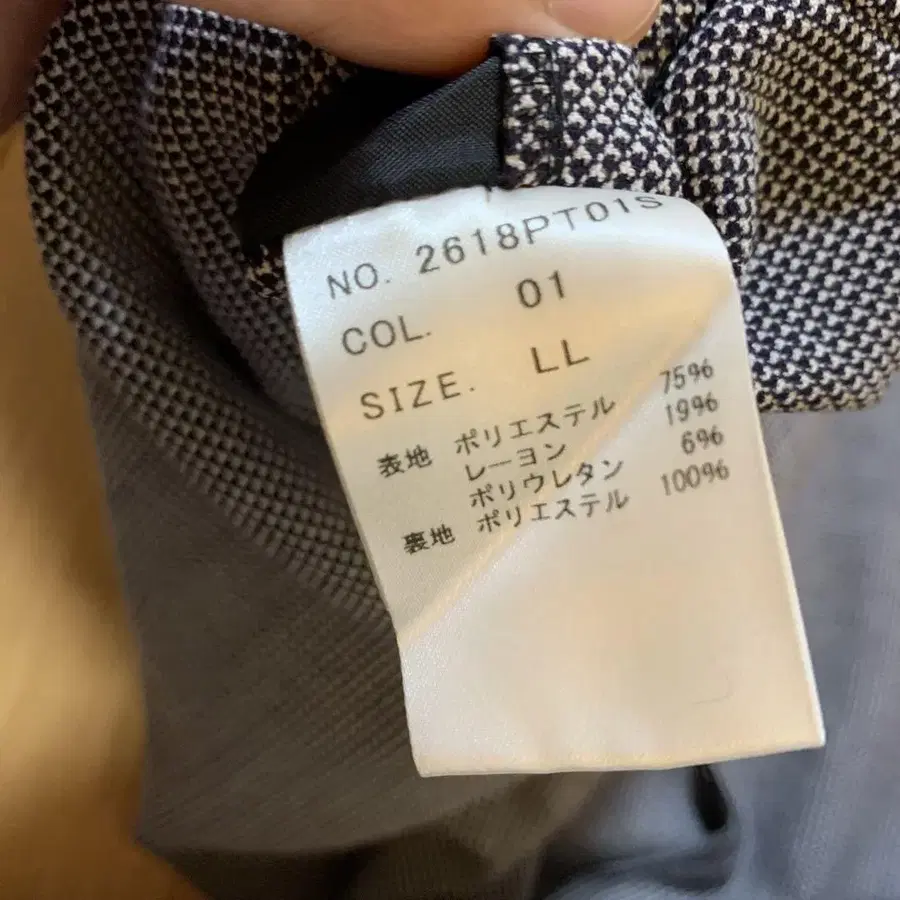 NO. 2618PT01S
COL. 01
SIZE. LL
表地 ポリエステル 75%
レーヨン 19%
ポリウレタン 6%
裏地 ポリエステル 100%